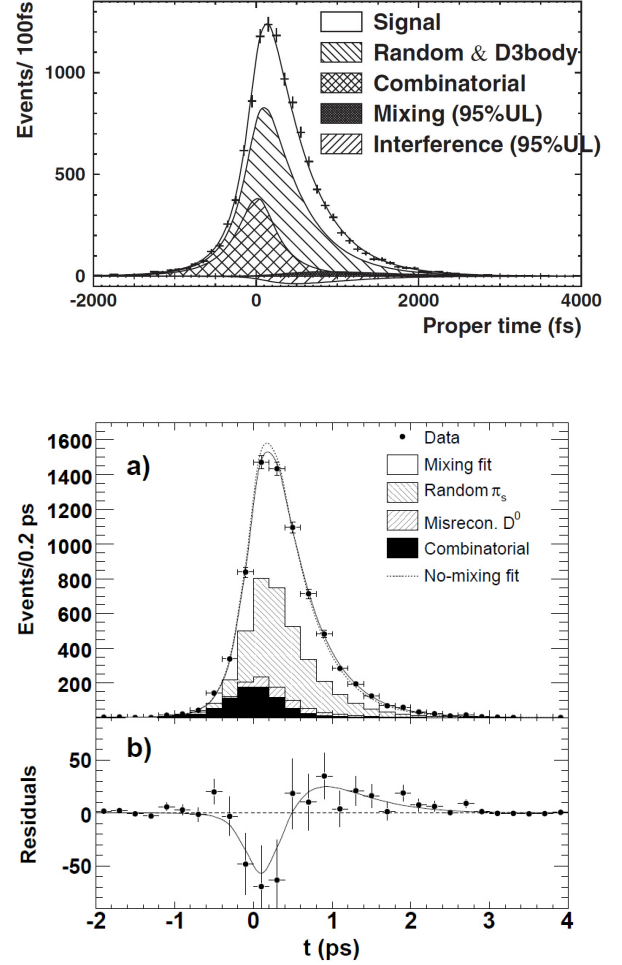 Events/ 100fs
1000
500
0
Signal
Random & D3body
Combinatorial
Mixing (95%UL)
Interference (95%UL)
-2000 0 2000 4000
Proper time (fs)
Events/0.2 ps
1600
1400
1200
1000
800
600
400
200
a)
Data
Mixing fit
Random πs
Misrecon. D0
Combinatorial
No-mixing fit
Residuals
50
0
-50
b)
-2 -1 0 1 2 3 4
t (ps)